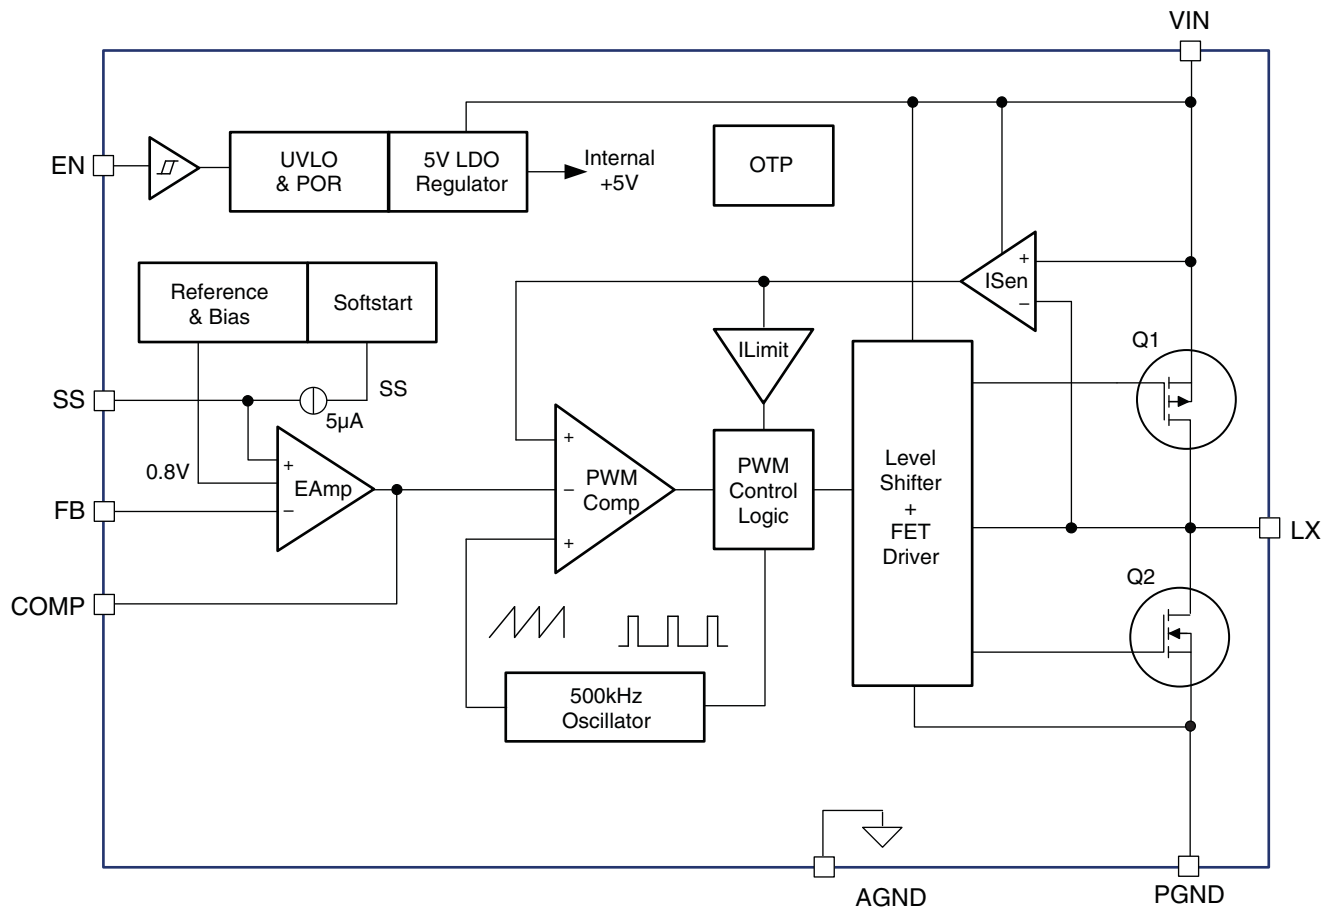 VIN
EN
UVLO
& POR
5V LDO
Regulator
Internal
+5V
OTP
Reference
& Bias
Softstart
+
ISen
–
ILimit
Q1
SS
SS
5µA
0.8V
+
EAmp
–
FB
+
–
PWM
Comp
+
PWM
Control
Logic
Level
Shifter
+
FET
Driver
LX
COMP
Q2
500kHz
Oscillator
AGND
PGND